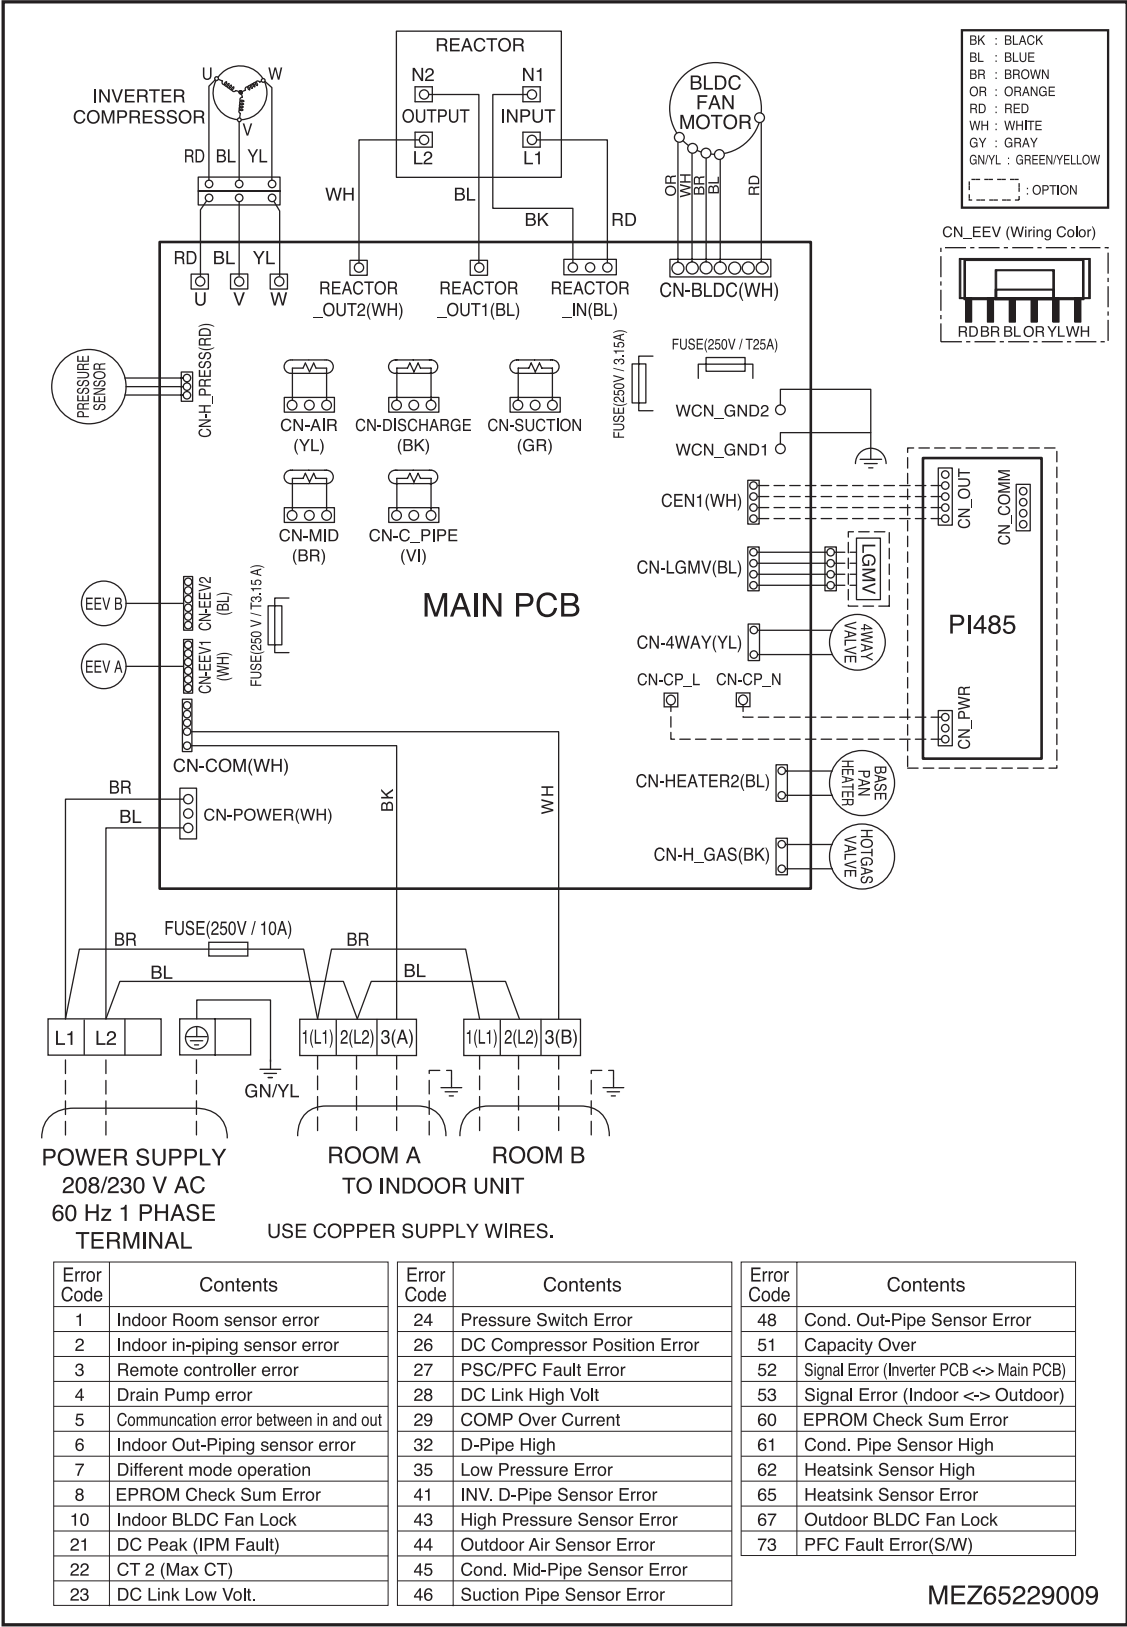 REACTOR
N2
N1
OUTPUT
INPUT
L2
L1
INVERTER
COMPRESSOR
U
W
V
RD BL YL
WH
BL
BK
RD
BLDC
FAN
MOTOR
OR
WH
BR
BL
RD
BK : BLACK
BL : BLUE
BR : BROWN
OR : ORANGE
RD : RED
WH : WHITE
GY : GRAY
GN/YL : GREEN/YELLOW
: OPTION
CN_EEV (Wiring Color)
RD BR BL OR YL WH
RD BL YL
U
V
W
REACTOR
_OUT2(WH)
REACTOR
_OUT1(BL)
REACTOR
_IN(BL)
CN-BLDC(WH)
PRESSURE
SENSOR
CN-H_PRESS(RD)
CN-AIR
(YL)
CN-DISCHARGE
(BK)
CN-SUCTION
(GR)
FUSE(250V / 3.15A)
FUSE(250V / T25A)
WCN_GND2
WCN_GND1
CN-MID
(BR)
CN-C_PIPE
(VI)
CEN1(WH)
CN_OUT
CN_COMM
CN-LGMV(BL)
LGMV
EEV B
CN-EEV2
(BL)
EEV A
CN-EEV1
(WH)
FUSE(250 V / T3.15 A)
MAIN PCB
PI485
CN-4WAY(YL)
4WAY
VALVE
CN-CP_L
CN-CP_N
CN_PWR
CN-COM(WH)
CN-HEATER2(BL)
BASE
PAN
HEATER
BR
BL
CN-POWER(WH)
BK
WH
CN-H_GAS(BK)
HOTGAS
VALVE
FUSE(250V / 10A)
BR
BR
BL
BL
L1
L2
1(L1)
2(L2)
3(A)
1(L1)
2(L2)
3(B)
GN/YL
POWER SUPPLY
208/230 V AC
60 Hz 1 PHASE
TERMINAL
ROOM A
ROOM B
TO INDOOR UNIT
USE COPPER SUPPLY WIRES.
Error
Code
Contents
1 Indoor Room sensor error
2 Indoor in-piping sensor error
3 Remote controller error
4 Drain Pump error
5 Communcation error between in and out
6 Indoor Out-Piping sensor error
7 Different mode operation
8 EPROM Check Sum Error
10 Indoor BLDC Fan Lock
21 DC Peak (IPM Fault)
22 CT 2 (Max CT)
23 DC Link Low Volt.
Error
Code
Contents
24 Pressure Switch Error
26 DC Compressor Position Error
27 PSC/PFC Fault Error
28 DC Link High Volt
29 COMP Over Current
32 D-Pipe High
35 Low Pressure Error
41 INV. D-Pipe Sensor Error
43 High Pressure Sensor Error
44 Outdoor Air Sensor Error
45 Cond. Mid-Pipe Sensor Error
46 Suction Pipe Sensor Error
Error
Code
Contents
48 Cond. Out-Pipe Sensor Error
51 Capacity Over
52 Signal Error (Inverter PCB <-> Main PCB)
53 Signal Error (Indoor <-> Outdoor)
60 EPROM Check Sum Error
61 Cond. Pipe Sensor High
62 Heatsink Sensor High
65 Heatsink Sensor Error
67 Outdoor BLDC Fan Lock
73 PFC Fault Error(S/W)
MEZ65229009